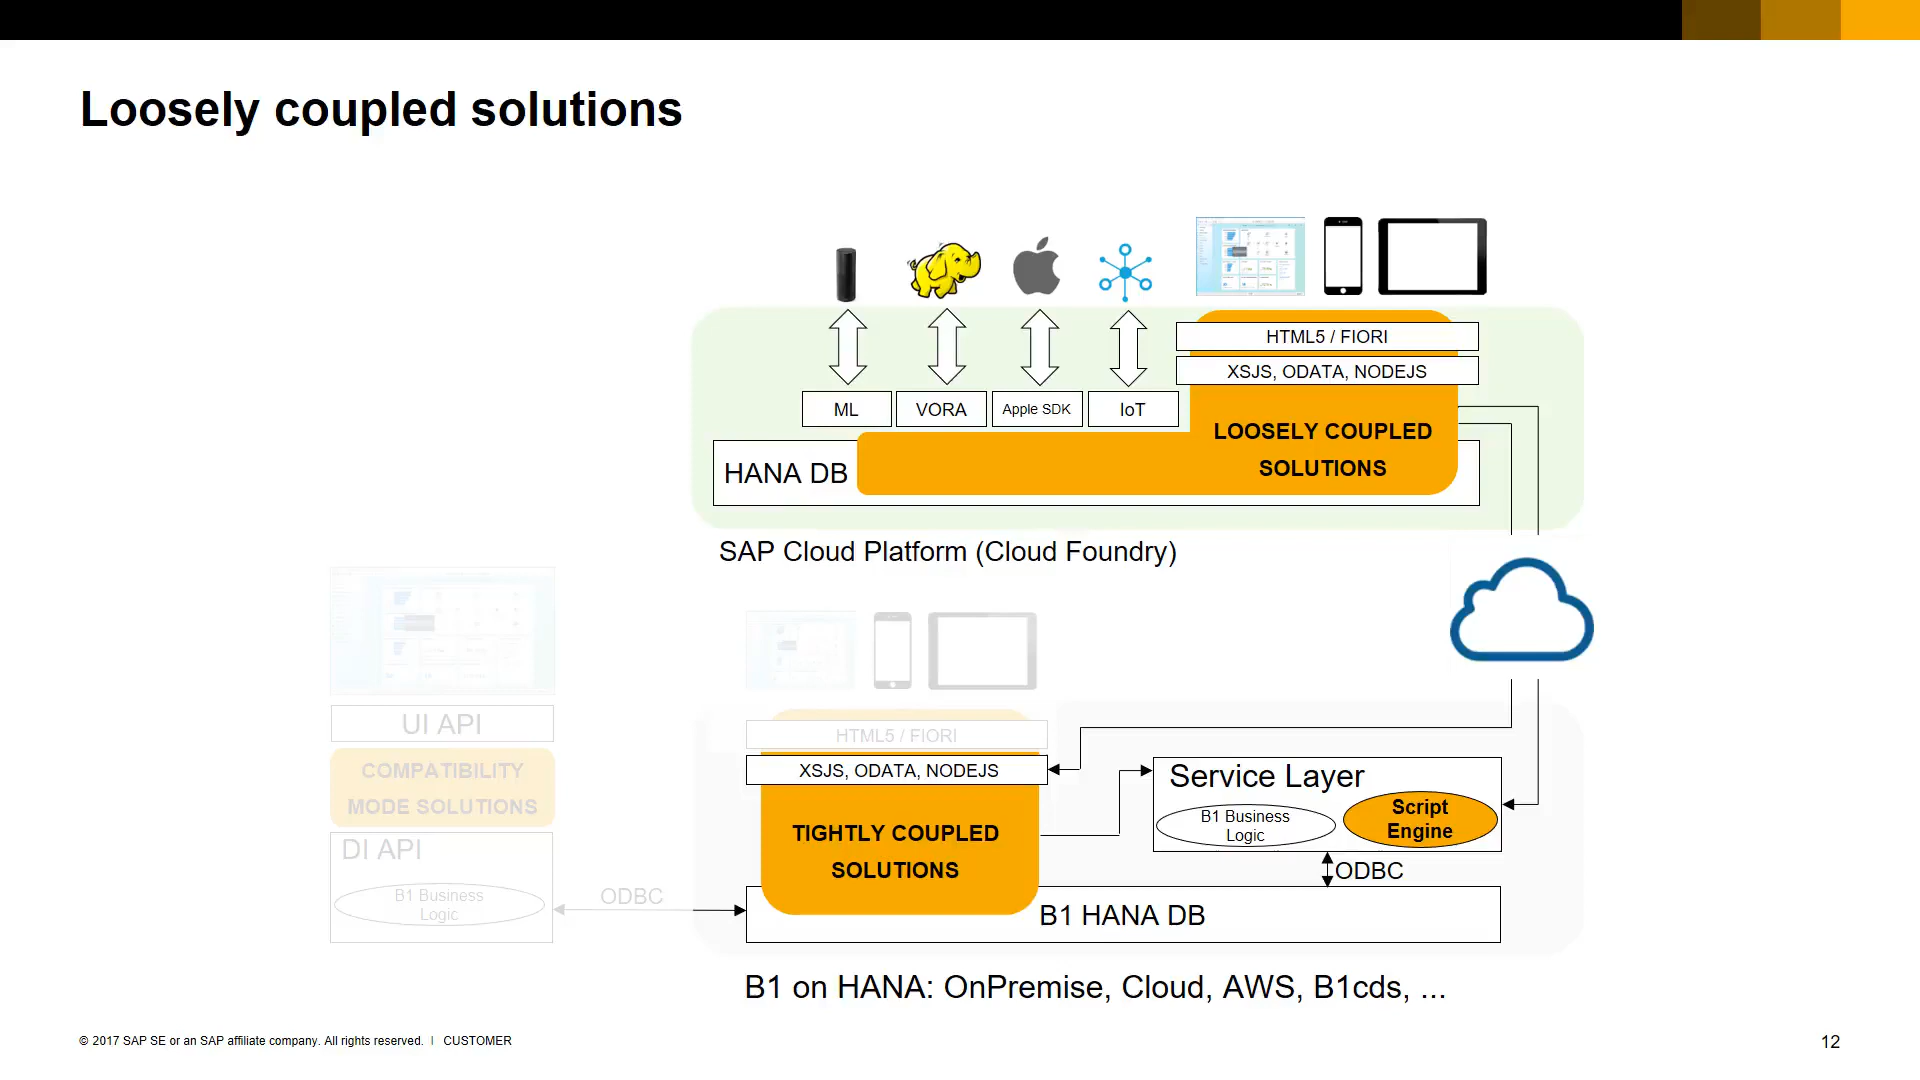 Loosely coupled solutions
HTML5 / FIORI
XSJS, ODATA, NODEJS
ML
VORA
Apple SDK
IoT
LOOSELY COUPLED
SOLUTIONS
HANA DB
SAP Cloud Platform (Cloud Foundry)
UI API
COMPATIBILITY
MODE SOLUTIONS
DI API
B1 Business
Logic
ODBC
HTML5 / FIORI
XSJS, ODATA, NODEJS
TIGHTLY COUPLED
SOLUTIONS
Service Layer
B1 Business
Logic
Script
Engine
ODBC
B1 HANA DB
B1 on HANA: OnPremise, Cloud, AWS, B1cds, ...
© 2017 SAP SE or an SAP affiliate company. All rights reserved. I CUSTOMER
12